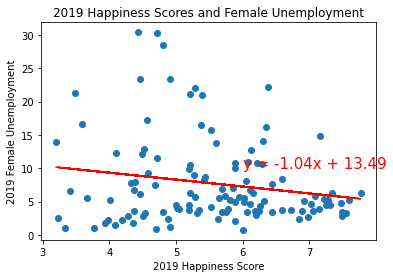 2019 Happiness Scores and Female Unemployment
30
25
20
15
10
5
0
2019 Female Unemployment
y = -1.04x + 13.49
3 4 5 6 7
2019 Happiness Score